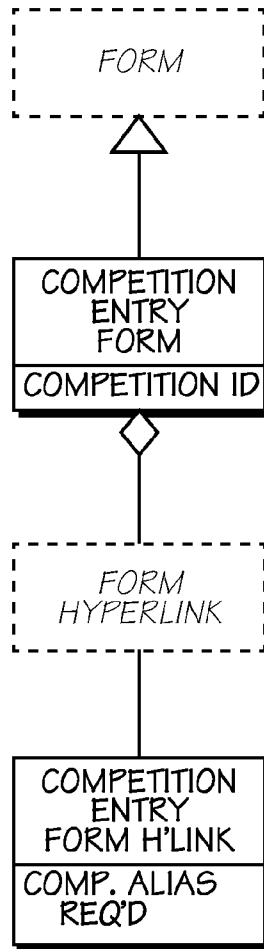 FORM
COMPETITION
ENTRY
FORM
COMPETITION ID
FORM
HYPERLINK
COMPETITION
ENTRY
FORM H'LINK
COMP. ALIAS
REQ'D